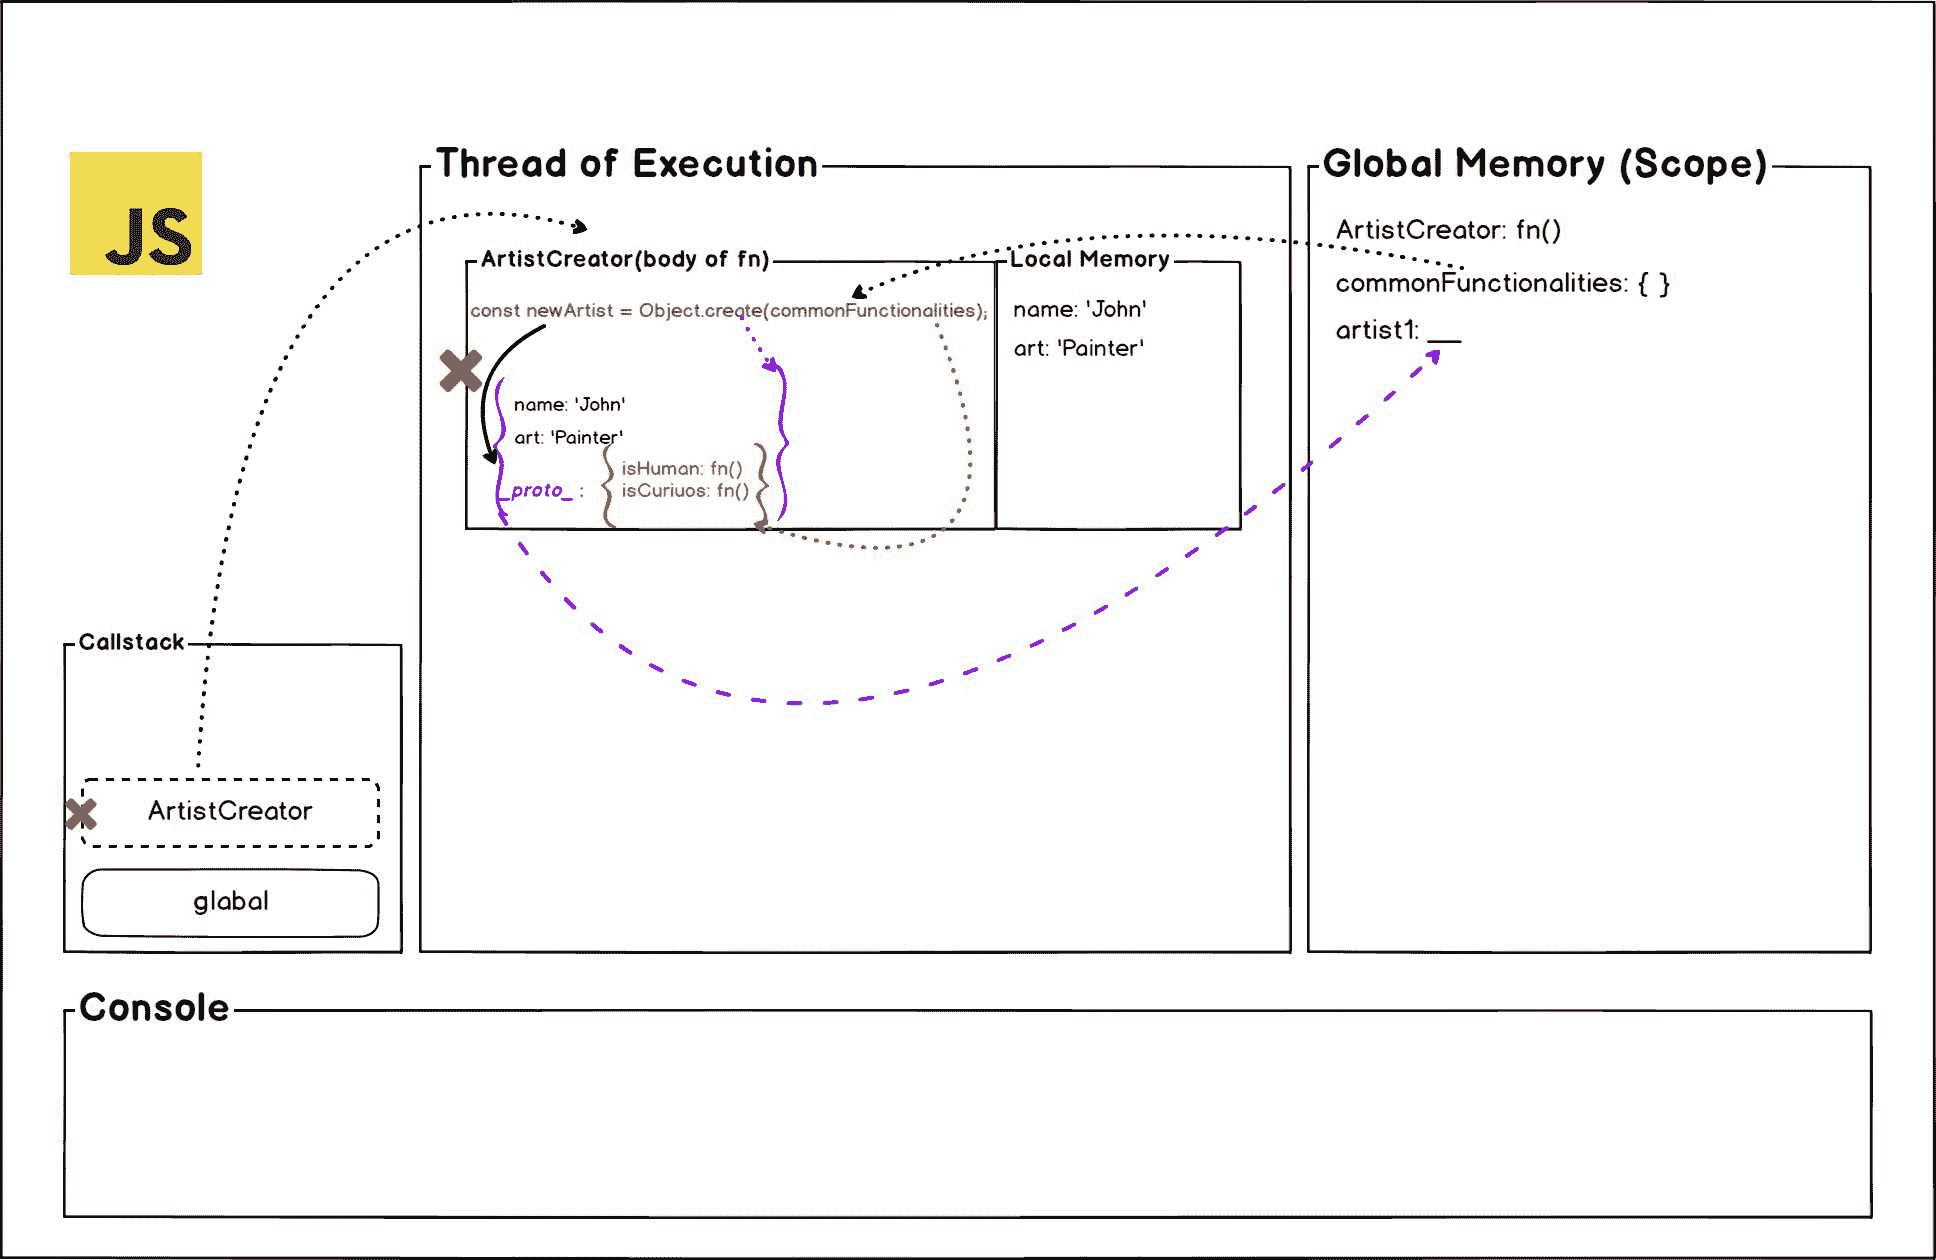 JS
Thread of Execution
ArtistCreator(body of fn)
const newArtist = Object.create(commonFunctionalities);
name: 'John'
art: 'Painter'
_proto_ :
isHuman: fn()
isCuriuos: fn()
Local Memory
name: 'John'
art: 'Painter'
Global Memory (Scope)
ArtistCreator: fn()
commonFunctionalities: { }
artist1: __
Callstack
ArtistCreator
glabal
Console